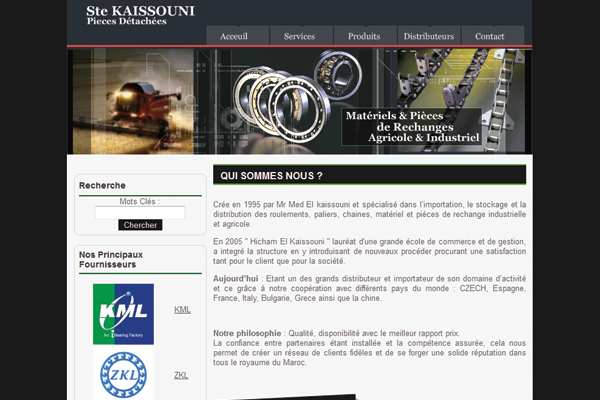 Ste KAISSOUNI
Pieces Détachées
Acceuil
Services
Produits
Distributeurs
Contact
Matériels & Pièces
de Rechanges
Agricole & Industriel
Recherche
Mots Clés :
Chercher
Nos Principaux
Fournisseurs
KML
KML
ZKL
ZKL
QUI SOMMES NOUS ?
Crée en 1995 par Mr Med El kaissouni et spécialisé dans l'importation, le stockage et la
distribution des roulements, paliers, chaines, matériel et pièces de rechange industrielle
et agricole.
En 2005 " Hicham El Kaissouni " lauréat d'une grande école de commerce et de gestion,
a integré la structure en y introduisant de nouveaux procéder procurant une satisfaction
tant pour le client que pour la société.
Aujourd'hui : Etant un des grands distributeur et importateur de son domaine d'activité
et ce grâce à notre coopération avec différents pays du monde : CZECH, Espagne,
France, Italy, Bulgarie, Grece ainsi que la chine.
Notre philosophie : Qualité, disponibilité avec le meilleur rapport prix.
La confiance entre partenaires étant installée et la compétence assurée, cela nous
permet de créer un réseau de clients fidéles et de se forger une solide réputation dans
tous le royaume du Maroc.